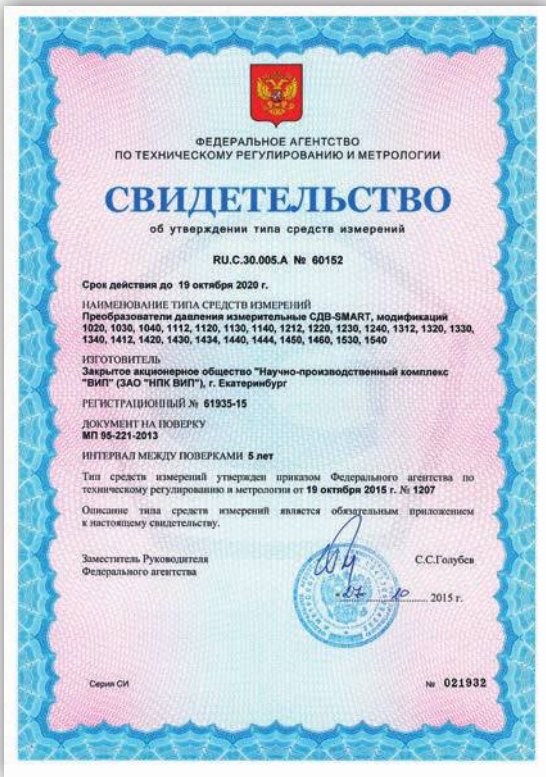 ФЕДЕРАЛЬНОЕ АГЕНТСТВО
ПО ТЕХНИЧЕСКОМУ РЕГУЛИРОВАНИЮ И МЕТРОЛОГИИ
СВИДЕТЕЛЬСТВО
об утверждении типа средств измерений
RU.C.30.005.A № 60152
Срок действия до 19 октября 2020 г.
НАИМЕНОВАНИЕ ТИПА СРЕДСТВ ИЗМЕРЕНИЙ
Преобразователи давления измерительные СДВ-SMART, модификаций
1020, 1030, 1040, 1112, 1120, 1130, 1140, 1212, 1220, 1230, 1240, 1312, 1320, 1330,
1340, 1412, 1420, 1430, 1434, 1440, 1444, 1450, 1460, 1530, 1540
ИЗГОТОВИТЕЛЬ
Закрытое акционерное общество "Научно-производственный комплекс
"ВИП" (ЗАО "НПК ВИП"), г. Екатеринбург
РЕГИСТРАЦИОННЫЙ № 61935-15
ДОКУМЕНТ НА ПОВЕРКУ
МП 95-221-2013
ИНТЕРВАЛ МЕЖДУ ПОВЕРКАМИ 5 лет
Тип средств измерений утвержден приказом Федерального агентства по
техническому регулированию и метрологии от 19 октября 2015 г. № 1207
Описание типа средств измерений является обязательным приложением
к настоящему свидетельству.
Заместитель Руководителя
Федерального агентства
С.С.Голубев
27 10 2015 г.
Серия СИ
№ 021932